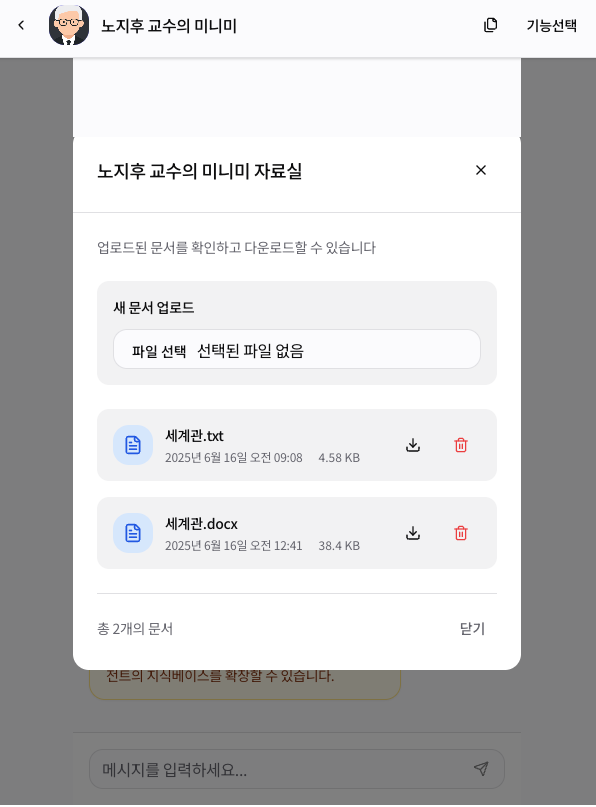 노지후 교수의 미니미
기능선택
노지후 교수의 미니미 자료실
업로드된 문서를 확인하고 다운로드할 수 있습니다
새 문서 업로드
파일 선택 선택된 파일 없음
세계관.txt
2025년 6월 16일 오전 09:08 4.58 KB
세계관.docx
2025년 6월 16일 오전 12:41 38.4 KB
총 2개의 문서
닫기
전트의 지식베이스를 확장할 수 있습니다.
메시지를 입력하세요...